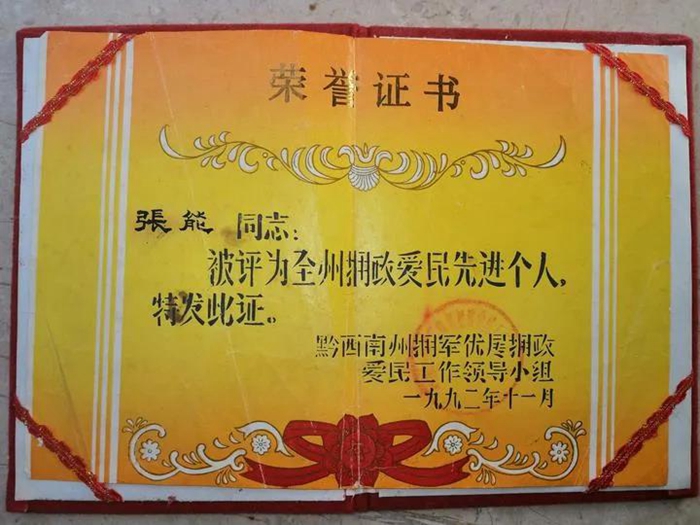 荣誉证书
張能 同志：
被评为全州拥政爱民先进个人，
特发此证。
黔西南州拥军优属拥政
爱民工作领导小组
一九九二年十一月